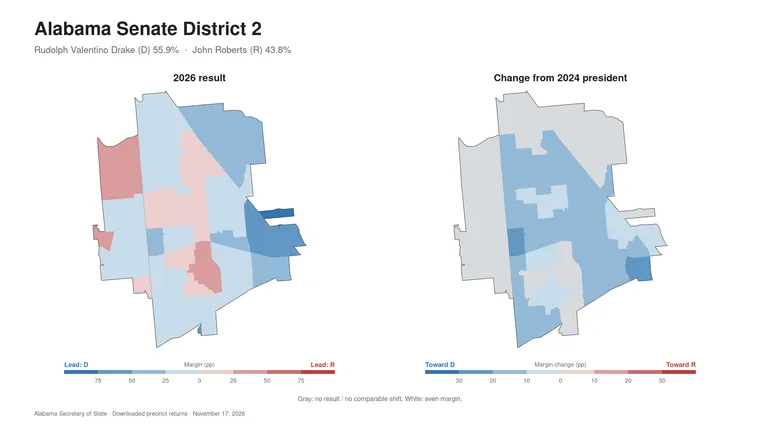 Alabama Senate District 2
Rudolph Valentino Drake (D) 55.9% · John Roberts (R) 43.8%
2026 result
Change from 2024 president
Lead: D
Margin (pp)
Lead: R
75 50 25 0 25 50 75
Toward D
Margin change (pp)
Toward R
30 20 10 0 10 20 30
Gray: no result / no comparable shift. White: even margin.
Alabama Secretary of State · Downloaded precinct returns · November 17, 2026